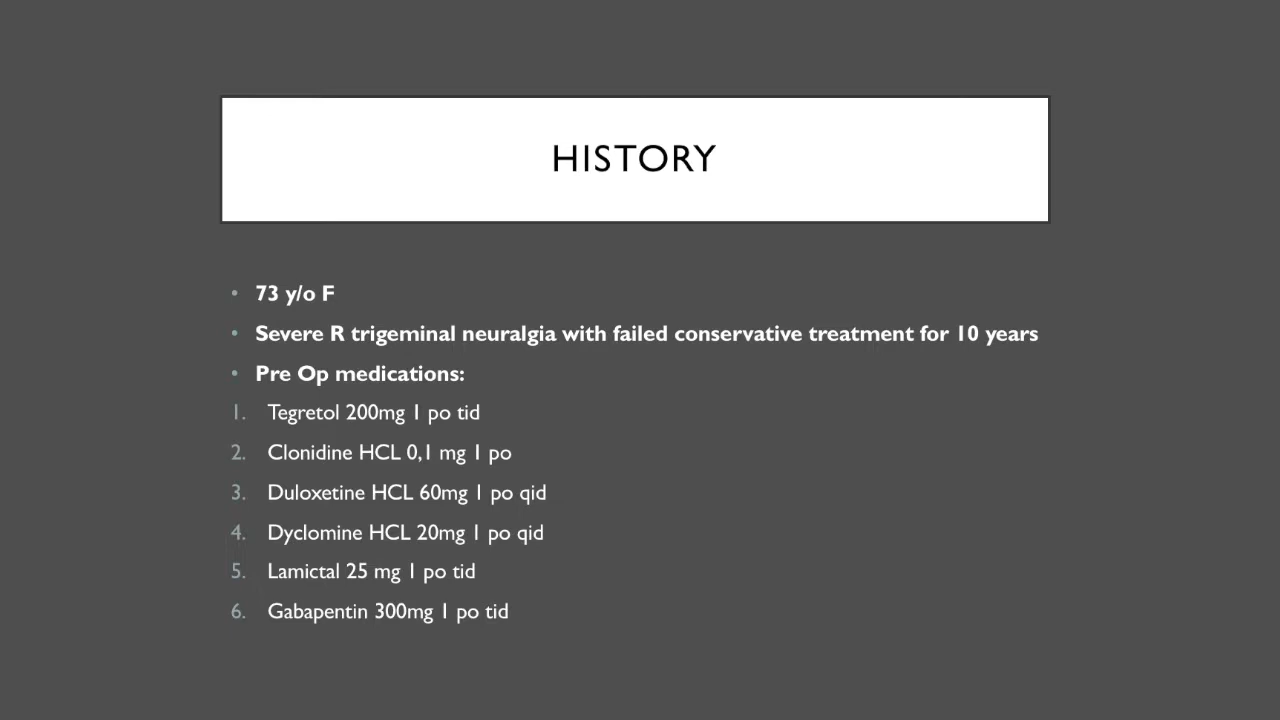 HISTORY
• 73 y/o F
• Severe R trigeminal neuralgia with failed conservative treatment for 10 years
• Pre Op medications:
1. Tegretol 200mg 1 po tid
2. Clonidine HCL 0,1 mg 1 po
3. Duloxetine HCL 60mg 1 po qid
4. Dyclomine HCL 20mg 1 po qid
5. Lamictal 25 mg 1 po tid
6. Gabapentin 300mg 1 po tid